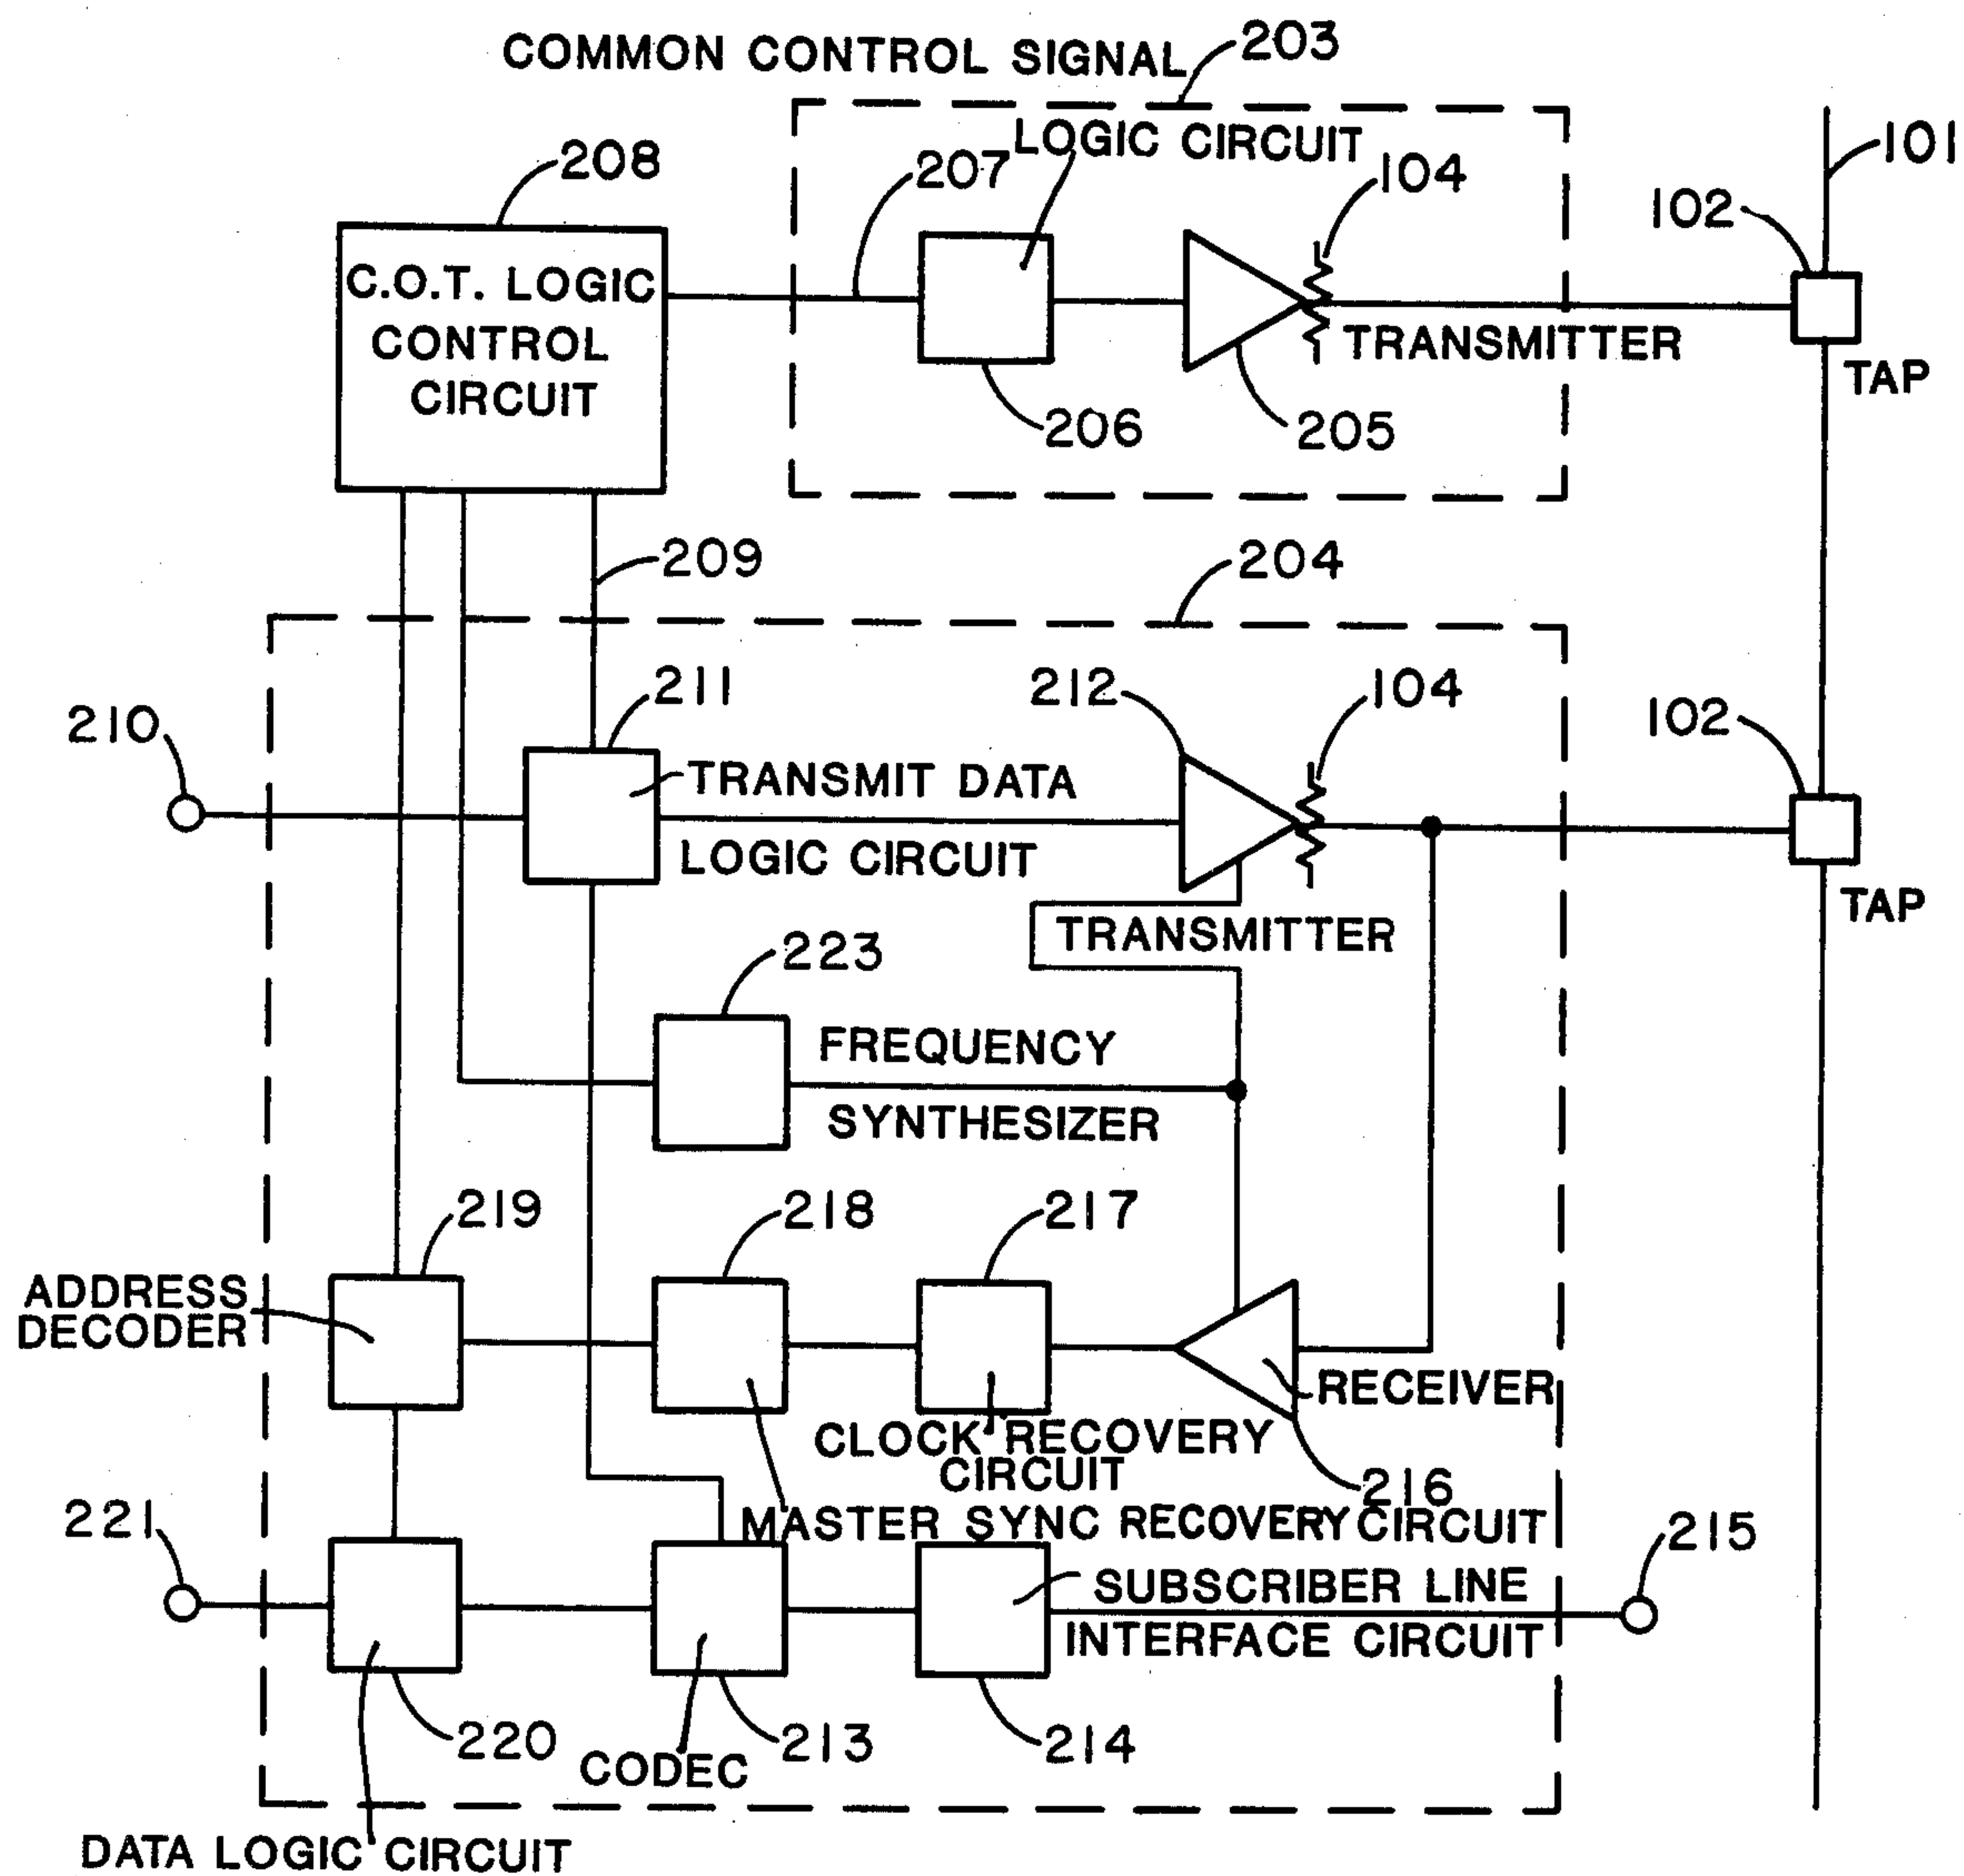 COMMON CONTROL SIGNAL
203
LOGIC CIRCUIT
101
208
207
104
102
C.O.T. LOGIC
CONTROL
CIRCUIT
TRANSMITTER
TAP
206
205
209
204
211
212
104
102
210
TRANSMIT DATA
LOGIC CIRCUIT
TAP
TRANSMITTER
223
FREQUENCY
SYNTHESIZER
219
218
217
ADDRESS
DECODER
RECEIVER
CLOCK RECOVERY
CIRCUIT
216
221
MASTER SYNC RECOVERY CIRCUIT
215
SUBSCRIBER LINE
INTERFACE CIRCUIT
220
213
214
CODEC
DATA LOGIC CIRCUIT